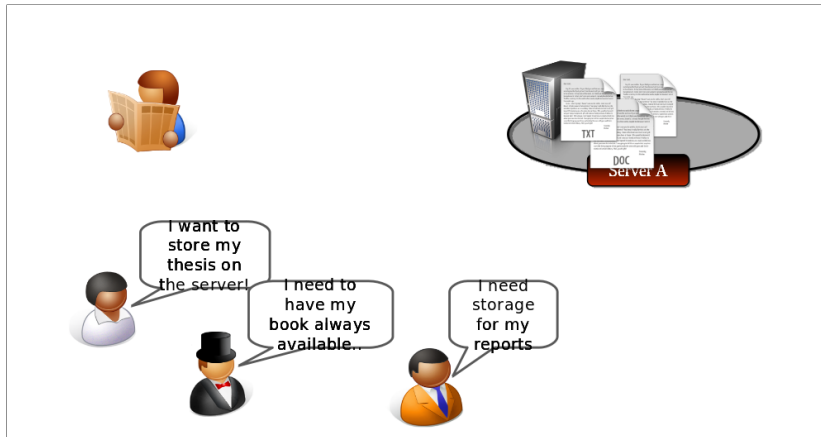 TXT
DOC
Server A
I want to
store my
thesis on
the server!
I need to
have my
book always
available..
I need
storage
for my
reports